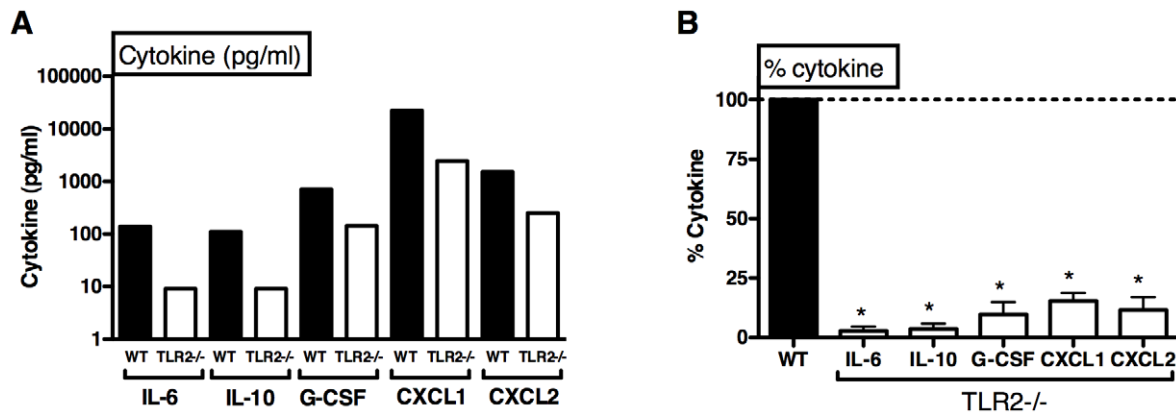 A
Cytokine (pg/ml)
Cytokine (pg/ml)
100000
10000
1000
100
10
1
WT TLR2-/- WT TLR2-/- WT TLR2-/- WT TLR2-/- WT TLR2-/-
IL-6 IL-10 G-CSF CXCL1 CXCL2
B
% cytokine
% Cytokine
100
75
50
25
0
* * * * *
WT IL-6 IL-10 G-CSF CXCL1 CXCL2
TLR2-/-